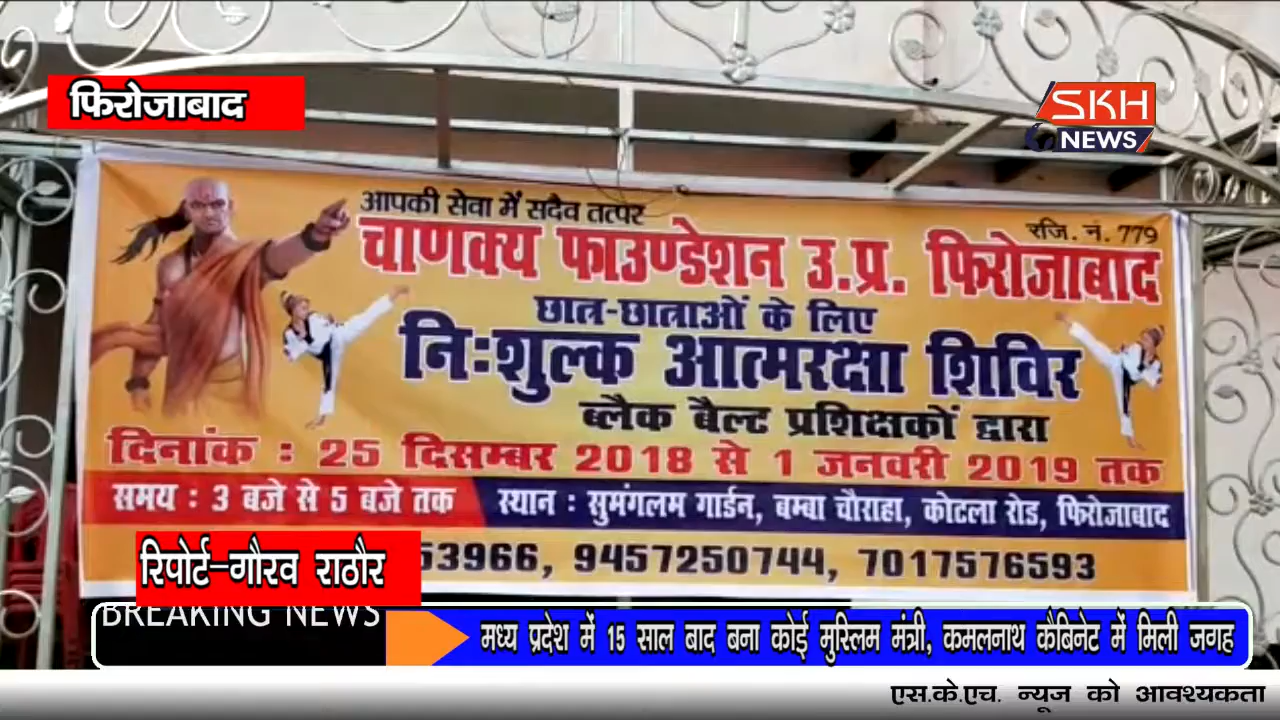 फिरोजाबाद
SKH
NEWS
आपकी सेवा में सदैव तत्पर
रजि. नं. 779
चाणक्य फाउण्डेशन उ.प्र. फिरोजाबाद
छात्र-छात्राओं के लिए
निःशुल्क आत्मरक्षा शिविर
ब्लैक बैल्ट प्रशिक्षकों द्वारा
दिनांक : 25 दिसम्बर 2018 से 1 जनवरी 2019 तक
समय : 3 बजे से 5 बजे तक स्थान : सुमंगलम गार्डन, बम्बा चौराहा, कोटला रोड, फिरोजाबाद
53966, 9457250744, 7017576593
रिपोर्ट-गौरव राठौर
BREAKING NEWS
मध्य प्रदेश में 15 साल बाद बना कोई मुस्लिम मंत्री, कमलनाथ कैबिनेट में मिली जगह
एस.के.एच. न्यूज को आवश्यकता